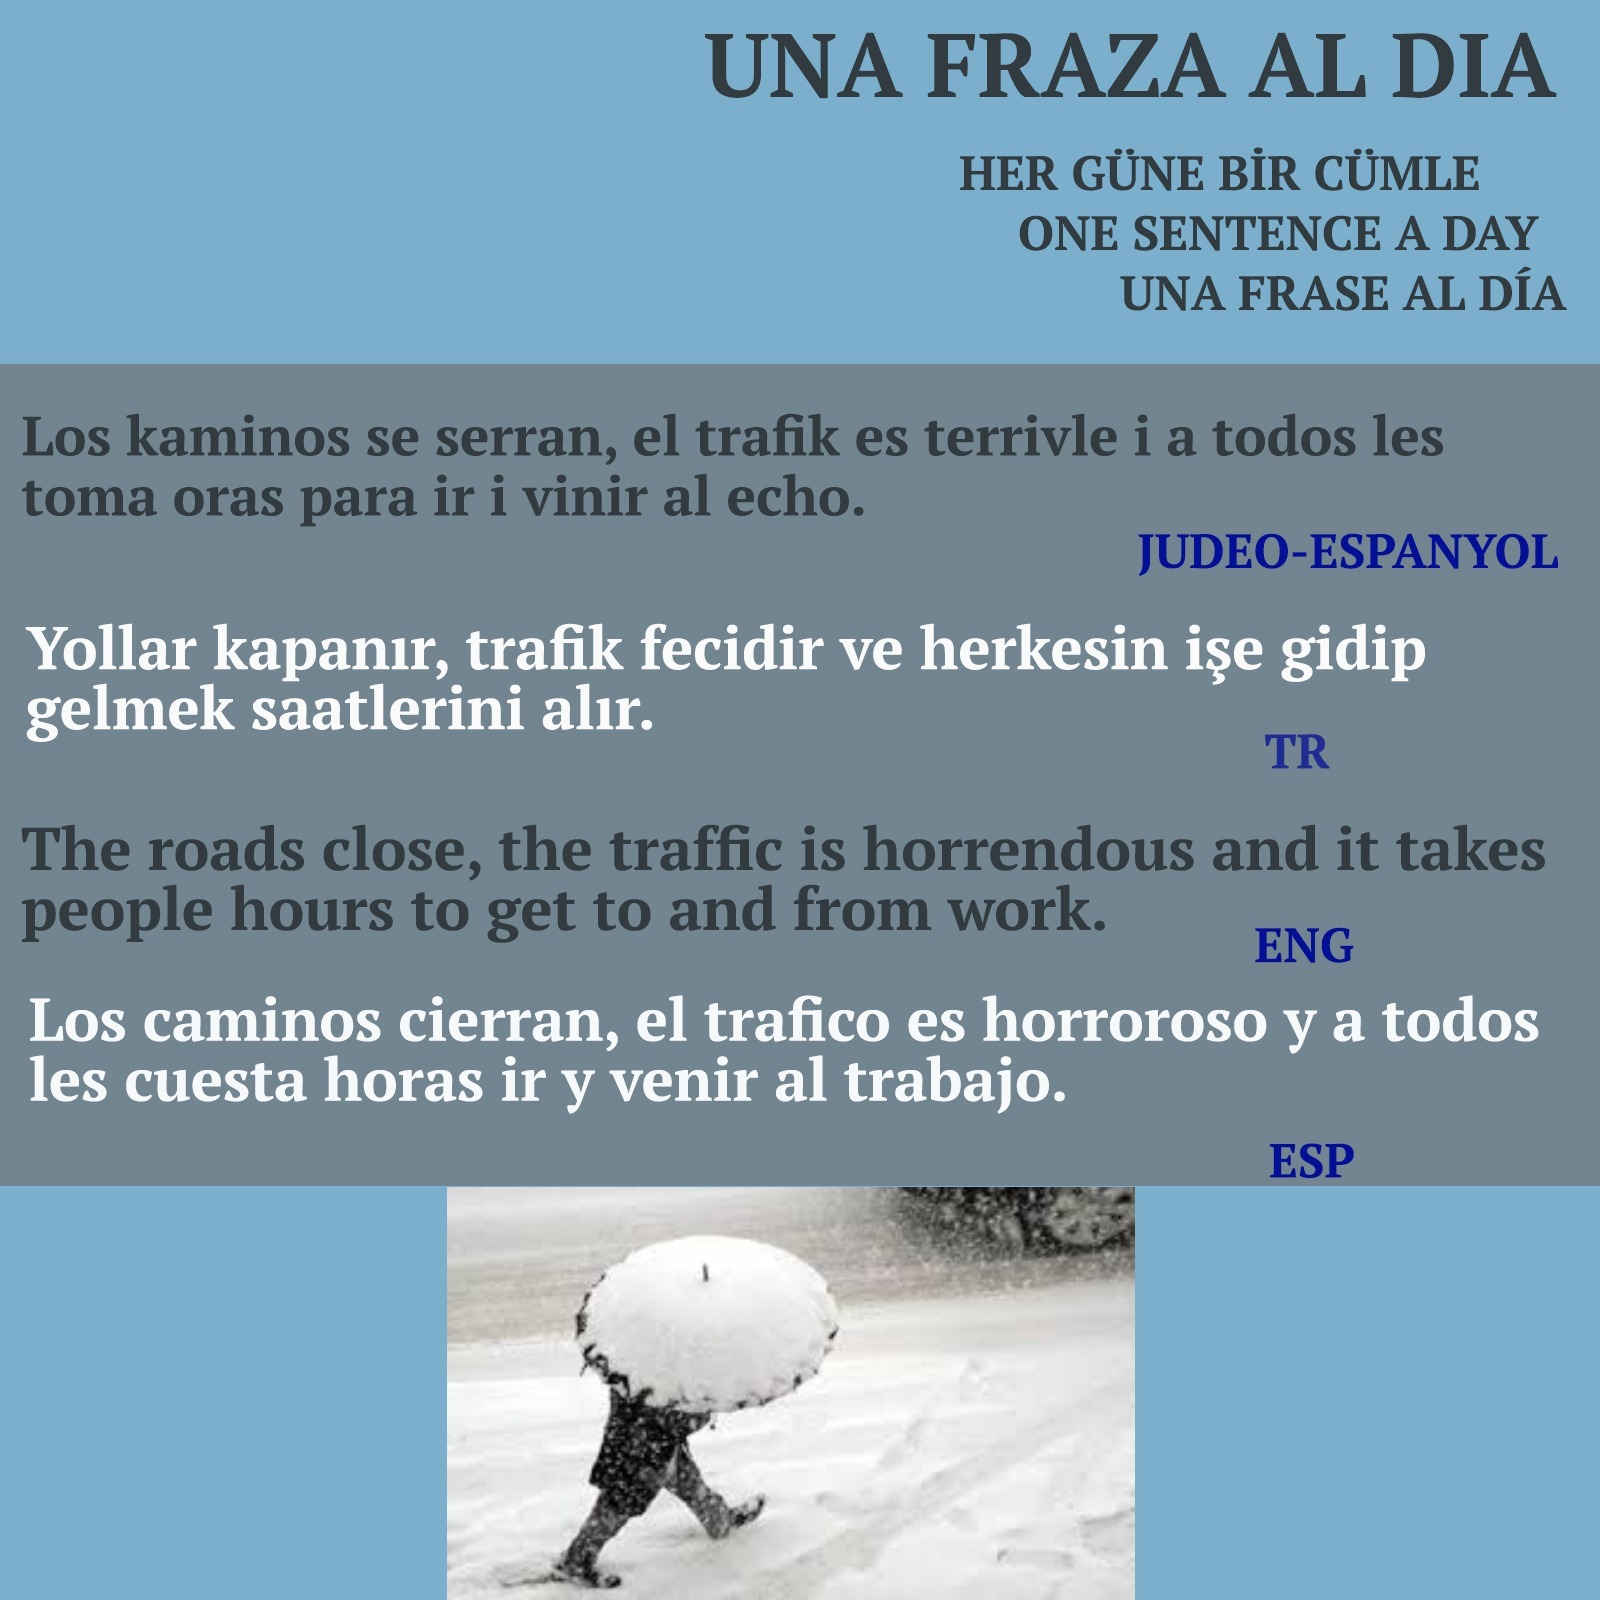 UNA FRAZA AL DIA
HER GÜNE BİR CÜMLE
ONE SENTENCE A DAY
UNA FRASE AL DÍA
Los kaminos se serran, el trafik es terrivle i a todos les
toma oras para ir i vinir al echo.
JUDEO-ESPANYOL
Yollar kapanır, trafik fecidir ve herkesin işe gidip
gelmek saatlerini alır.
TR
The roads close, the traffic is horrendous and it takes
people hours to get to and from work.
ENG
Los caminos cierran, el trafico es horroroso y a todos
les cuesta horas ir y venir al trabajo.
ESP